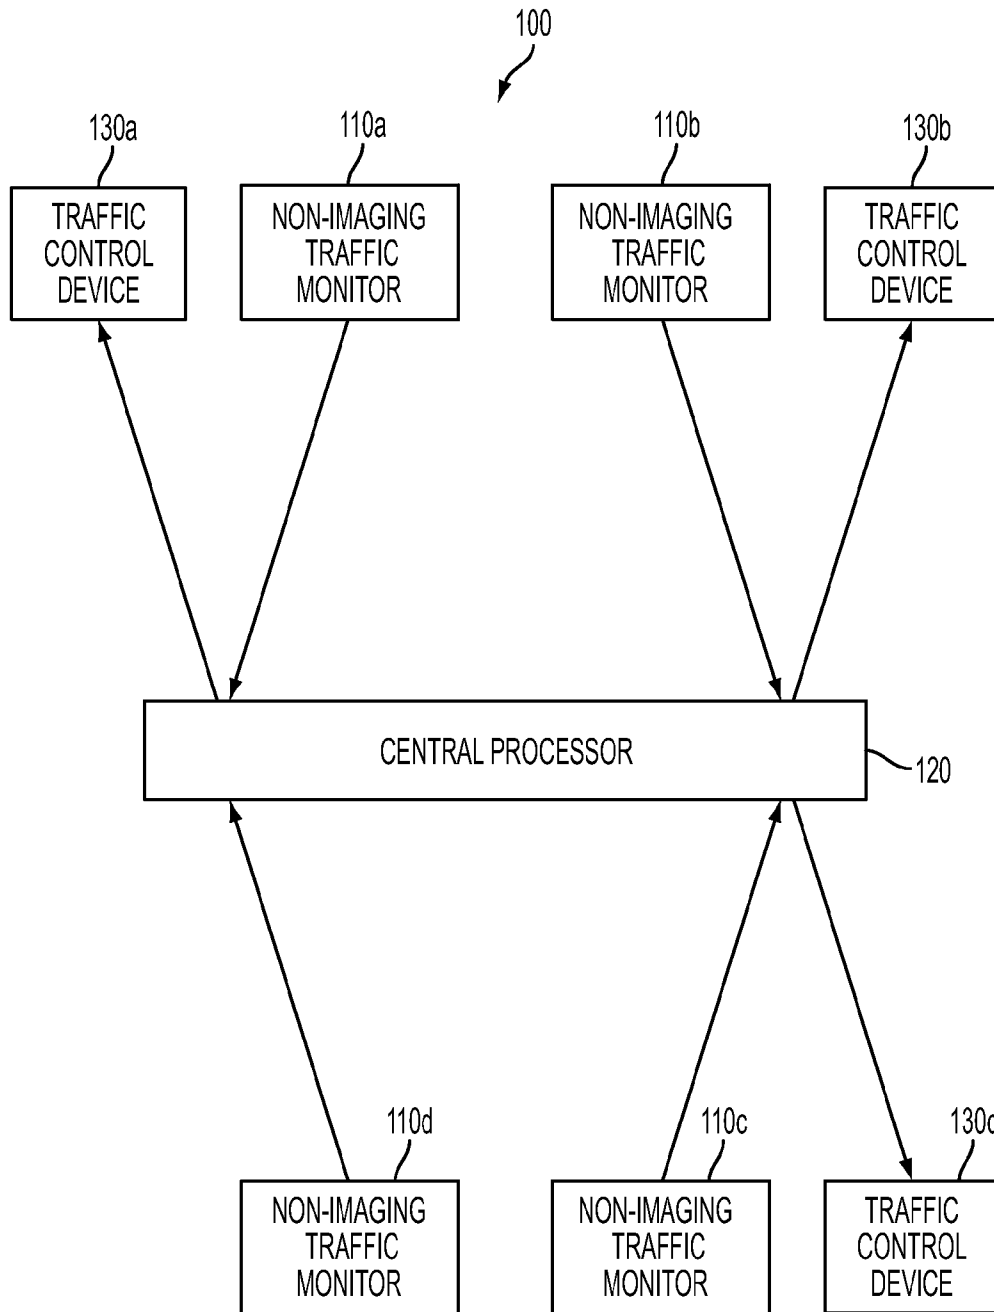 100
130a
110a
110b
130b
TRAFFIC
CONTROL
DEVICE
NON-IMAGING
TRAFFIC
MONITOR
NON-IMAGING
TRAFFIC
MONITOR
TRAFFIC
CONTROL
DEVICE
CENTRAL PROCESSOR
120
110d
110c
130c
NON-IMAGING
TRAFFIC
MONITOR
NON-IMAGING
TRAFFIC
MONITOR
TRAFFIC
CONTROL
DEVICE